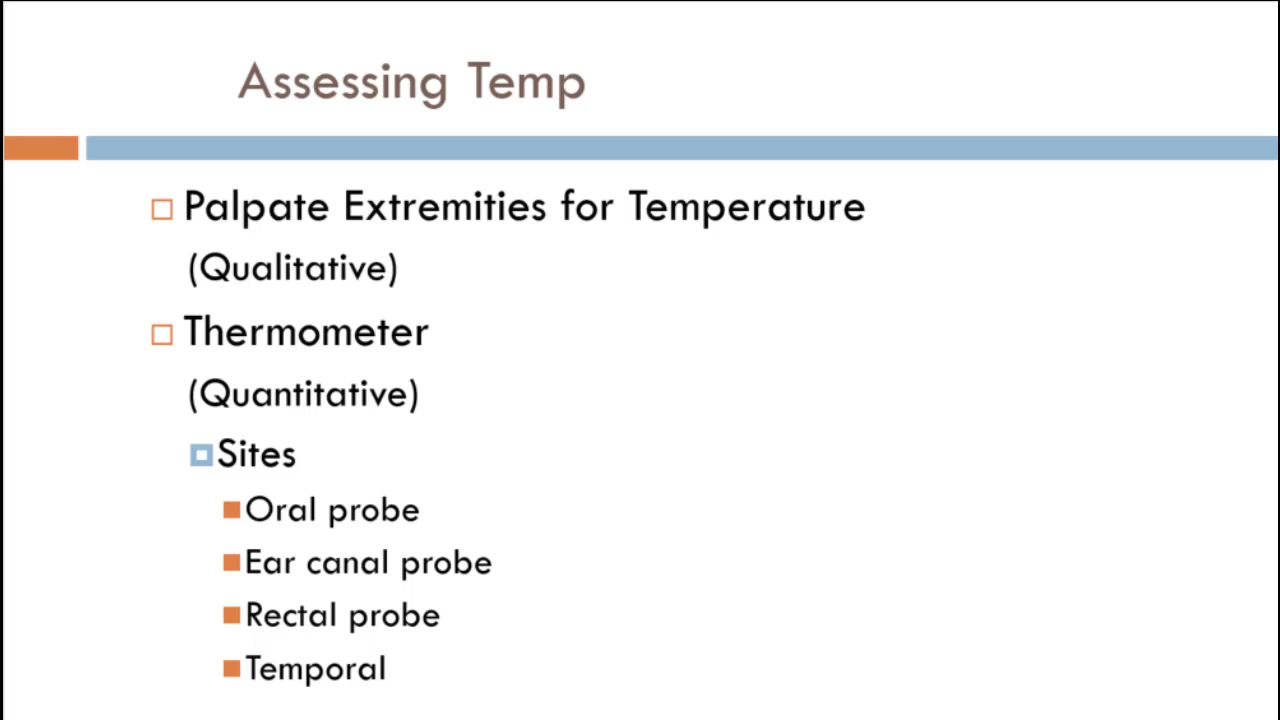 Assessing Temp
Palpate Extremities for Temperature
(Qualitative)
Thermometer
(Quantitative)
Sites
Oral probe
Ear canal probe
Rectal probe
Temporal